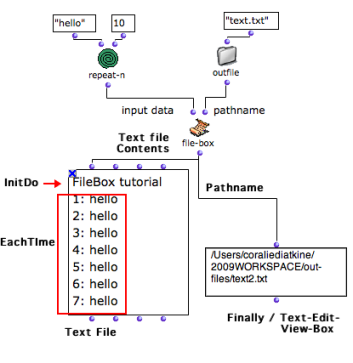 "hello"
10
"text.txt"
repeat-n
outfile
input data
pathname
Text file
Contents
file-box
InitDo
FileBox tutorial
Pathname
1: hello
2: hello
3: hello
EachTIme
4: hello
5: hello
6: hello
7: hello
/Users/coraliediatkine/
2009WORKSPACE/out-
files/text2.txt
Text File
Finally / Text-Edit-
View-Box